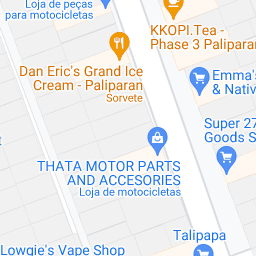 Loja de peças
para motocicletas
KKOPI.Tea -
Phase 3 Paliparan
Dan Eric's Grand Ice
Cream - Paliparan
Sorvete
Emma's
& Nativ
Super 27
Goods S
THATA MOTOR PARTS
AND ACCESORIES
Loja de motocicletas
Talipapa
Lowgie's Vape Shop